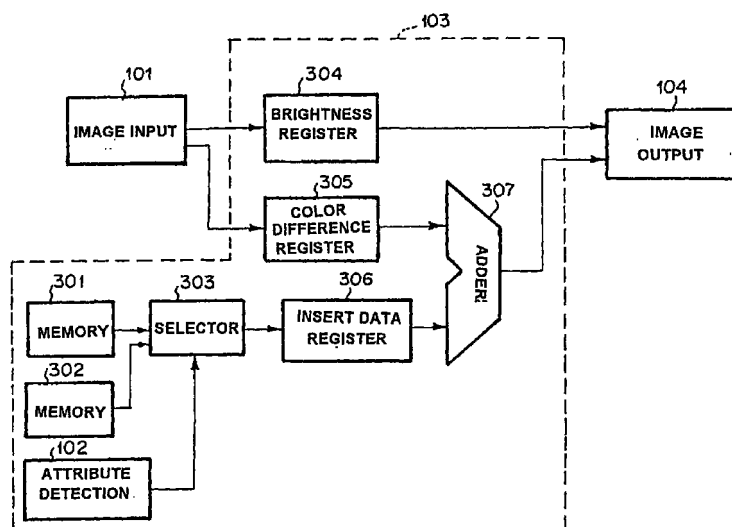 103
101
304
104
IMAGE INPUT
BRIGHTNESS
REGISTER
IMAGE
OUTPUT
305
307
COLOR
DIFFERENCE
REGISTER
ADDER!
301
303
306
MEMORY
SELECTOR
INSERT DATA
REGISTER
302
MEMORY
102
ATTRIBUTE
DETECTION